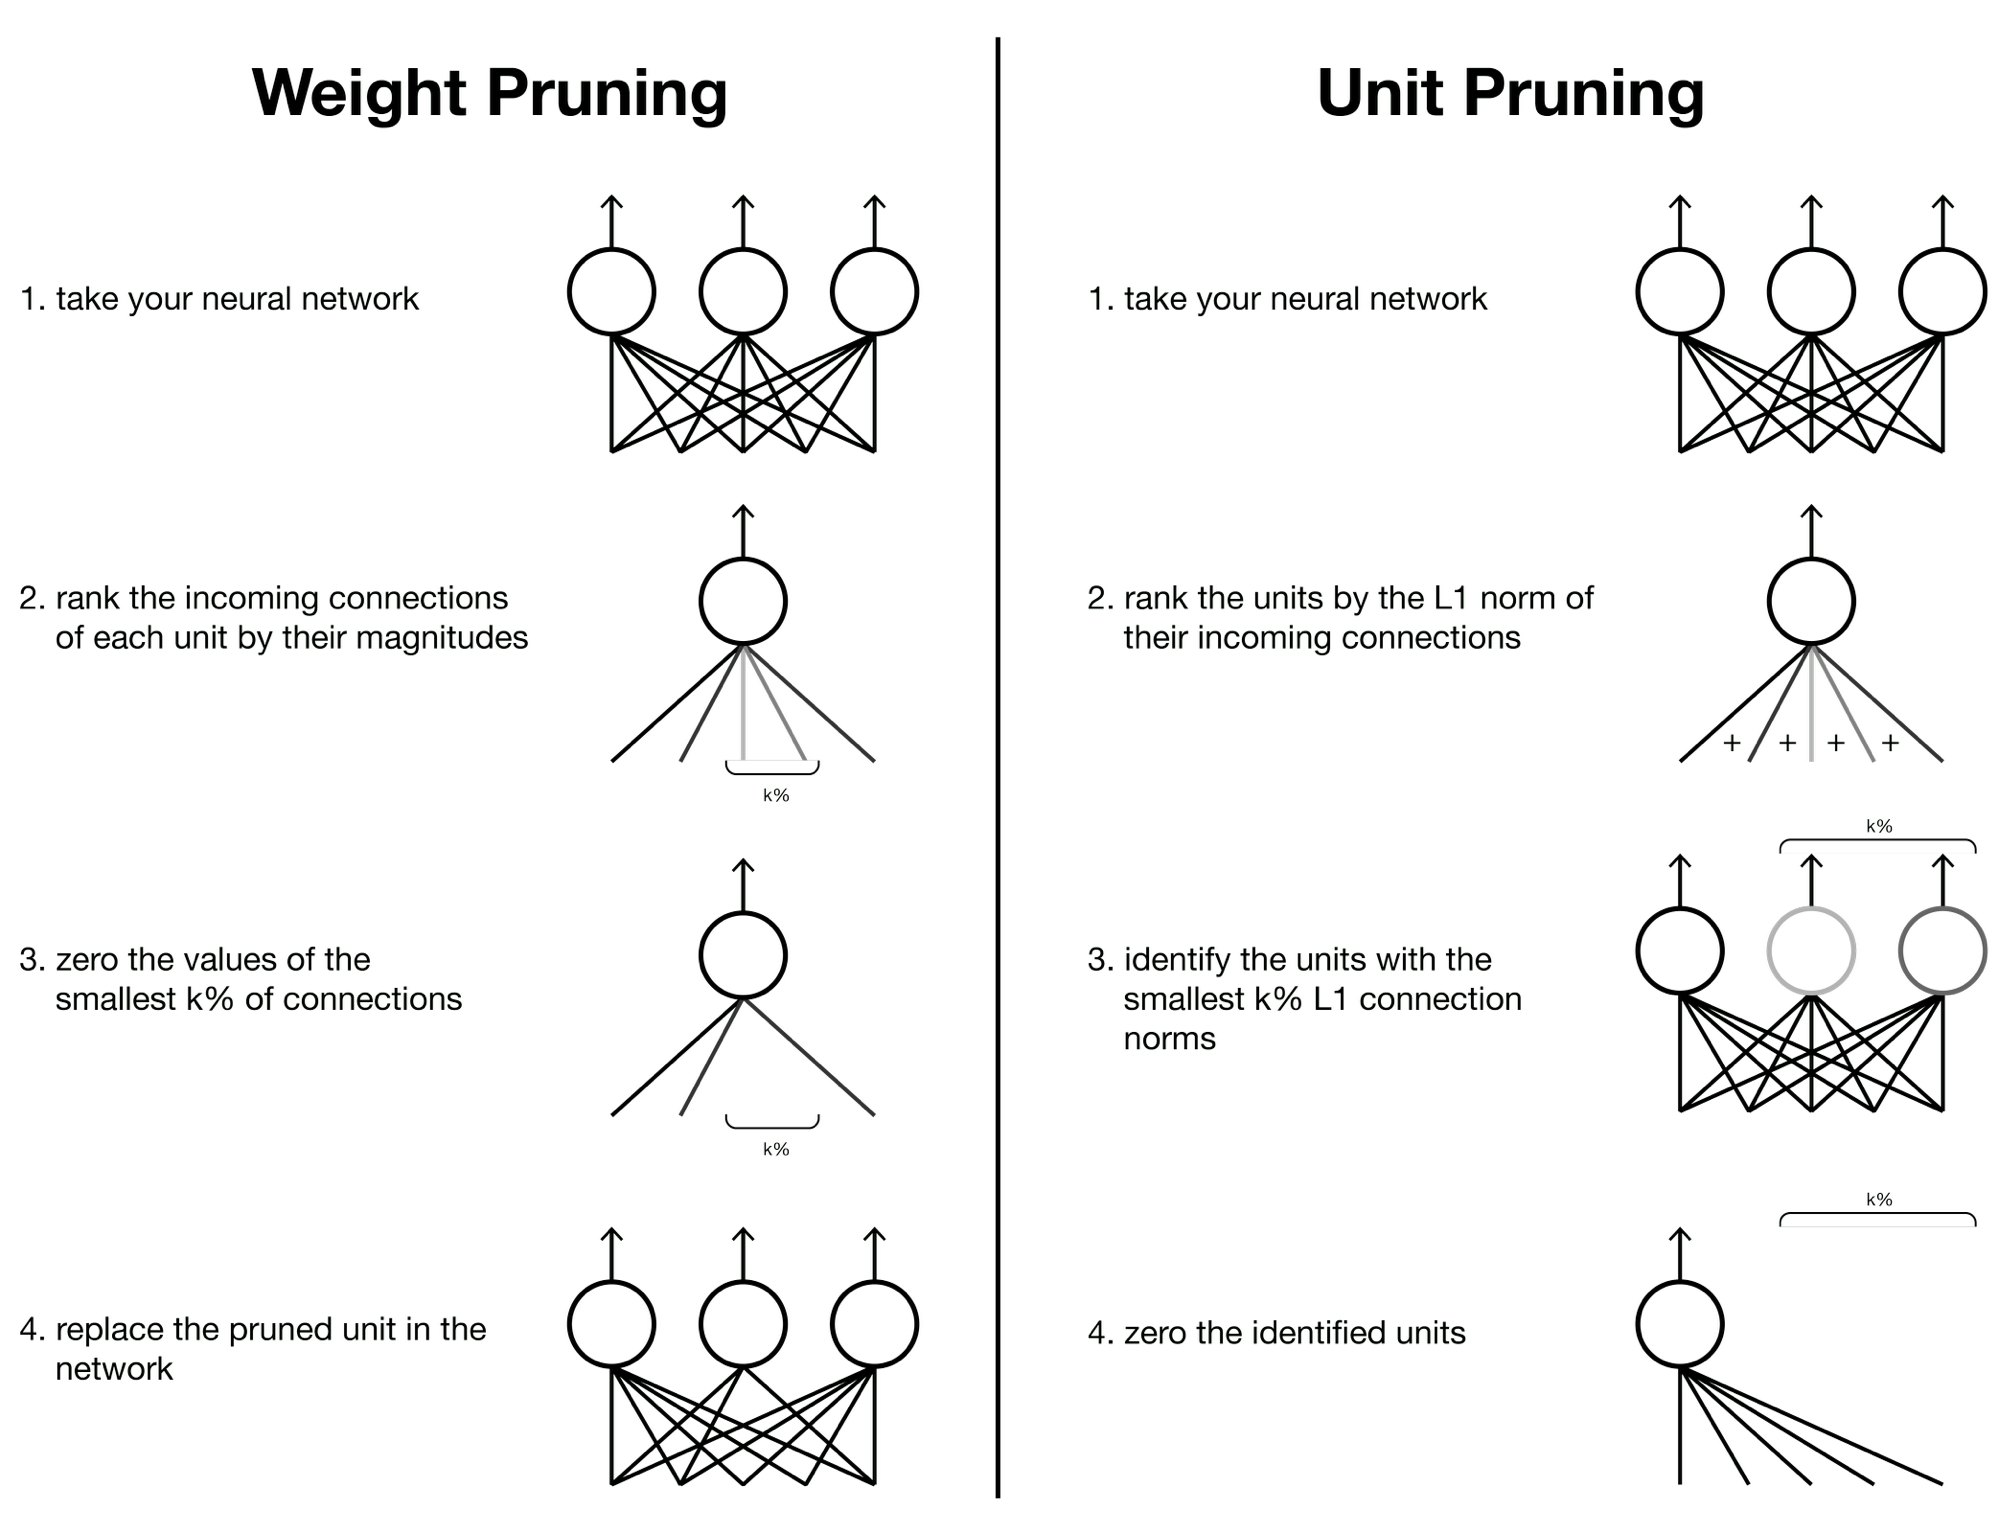 Weight Pruning
1. take your neural network
2. rank the incoming connections
of each unit by their magnitudes
k%
3. zero the values of the
smallest k% of connections
k%
4. replace the pruned unit in the
network
Unit Pruning
1. take your neural network
2. rank the units by the L1 norm of
their incoming connections
+ + + +
k%
3. identify the units with the
smallest k% L1 connection
norms
k%
4. zero the identified units